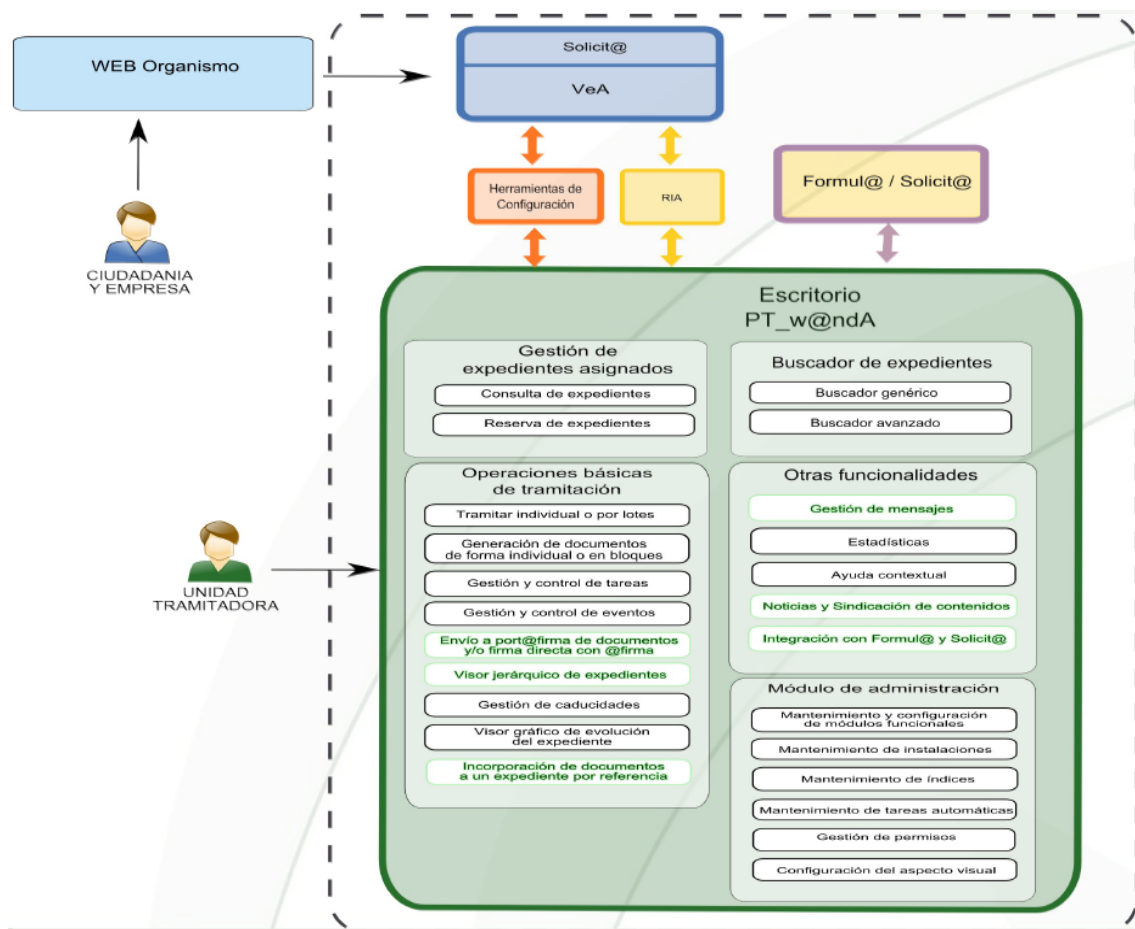 WEB Organismo
Solicit@
VeA
Herramientas de
Configuración
RIA
Formul@ / Solicit@
CIUDADANIA
Y EMPRESA
Escritorio
PT_w@ndA
Gestión de
expedientes asignados
Consulta de expedientes
Reserva de expedientes
Buscador de expedientes
Buscador genérico
Buscador avanzado
Operaciones básicas
de tramitación
Tramitar individual o por lotes
Generación de documentos
de forma individual o en bloques
Gestión y control de tareas
Gestión y control de eventos
Envío a port@firma de documentos
y/o firma directa con @firma
Visor jerárquico de expedientes
Gestión de caducidades
Visor gráfico de evolución
del expediente
Incorporación de documentos
a un expediente por referencia
Otras funcionalidades
Gestión de mensajes
Estadísticas
Ayuda contextual
Noticias y Sindicación de contenidos
Integración con Formul@ y Solicit@
Módulo de administración
Mantenimiento y configuración
de módulos funcionales
Mantenimiento de instalaciones
Mantenimiento de índices
Mantenimiento de tareas automáticas
Gestión de permisos
Configuración del aspecto visual
UNIDAD
TRAMITADORA